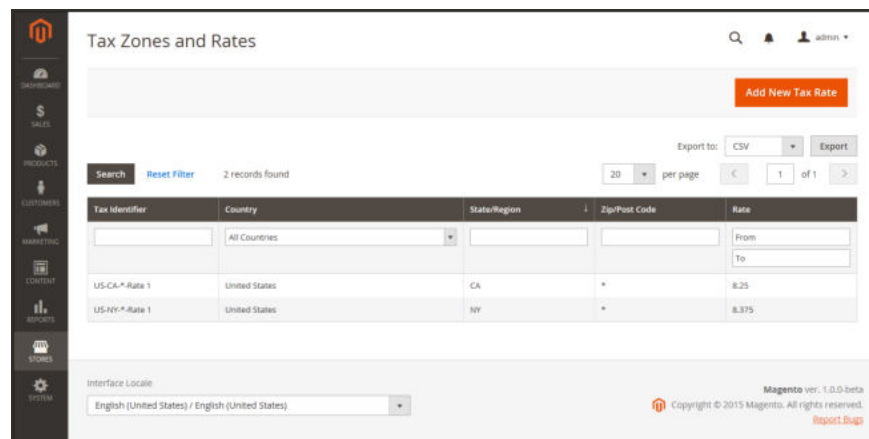 Tax Zones and Rates
admin
DASHBOARD
SALES
PRODUCTS
CUSTOMERS
MARKETING
CONTENT
REPORTS
STORES
SYSTEM
Add New Tax Rate
Export to: CSV Export
Search Reset Filter 2 records found 20 per page 1 of 1
Tax Identifier Country State/Region ↓ Zip/Post Code Rate
All Countries From
To
US-CA-*-Rate 1 United States CA * 8.25
US-NY-*-Rate 1 United States NY * 8.375
Interface Locale
English (United States) / English (United States)
Magento ver. 1.0.0-beta
Copyright © 2015 Magento. All rights reserved.
Report Bugs